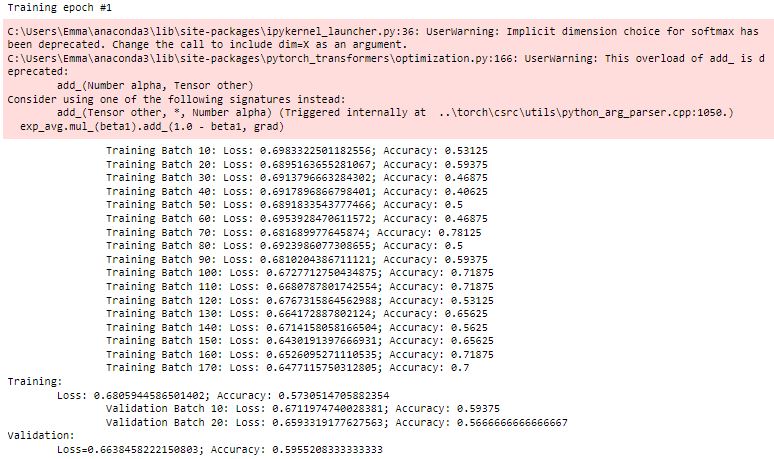 Training epoch #1
C:\Users\Emma\anaconda3\lib\site-packages\ipykernel_launcher.py:36: UserWarning: Implicit dimension choice for softmax has
been deprecated. Change the call to include dim=X as an argument.
C:\Users\Emma\anaconda3\lib\site-packages\pytorch_transformers\optimization.py:166: UserWarning: This overload of add_ is d
eprecated:
add_(Number alpha, Tensor other)
Consider using one of the following signatures instead:
add_(Tensor other, *, Number alpha) (Triggered internally at  ..\torch\csrc\utils\python_arg_parser.cpp:1050.)
exp_avg.mul_(beta1).add_(1.0 - beta1, grad)
Training Batch 10: Loss: 0.6983322501182556; Accuracy: 0.53125
Training Batch 20: Loss: 0.6895163655281067; Accuracy: 0.59375
Training Batch 30: Loss: 0.6913796663284302; Accuracy: 0.46875
Training Batch 40: Loss: 0.6917896866798401; Accuracy: 0.40625
Training Batch 50: Loss: 0.6891833543777466; Accuracy: 0.5
Training Batch 60: Loss: 0.6953928470611572; Accuracy: 0.46875
Training Batch 70: Loss: 0.681689977645874; Accuracy: 0.78125
Training Batch 80: Loss: 0.6923986077308655; Accuracy: 0.5
Training Batch 90: Loss: 0.6810204386711121; Accuracy: 0.59375
Training Batch 100: Loss: 0.6727712750434875; Accuracy: 0.71875
Training Batch 110: Loss: 0.6680787801742554; Accuracy: 0.71875
Training Batch 120: Loss: 0.6767315864562988; Accuracy: 0.53125
Training Batch 130: Loss: 0.664172887802124; Accuracy: 0.65625
Training Batch 140: Loss: 0.6714158058166504; Accuracy: 0.5625
Training Batch 150: Loss: 0.6430191397666931; Accuracy: 0.65625
Training Batch 160: Loss: 0.6526095271110535; Accuracy: 0.71875
Training Batch 170: Loss: 0.6477115750312805; Accuracy: 0.7
Training:
Loss: 0.6805944586501402; Accuracy: 0.5730514705882354
Validation Batch 10: Loss: 0.6711974740028381; Accuracy: 0.59375
Validation Batch 20: Loss: 0.6593319177627563; Accuracy: 0.5666666666666667
Validation:
Loss=0.6638458222150803; Accuracy: 0.5955208333333333